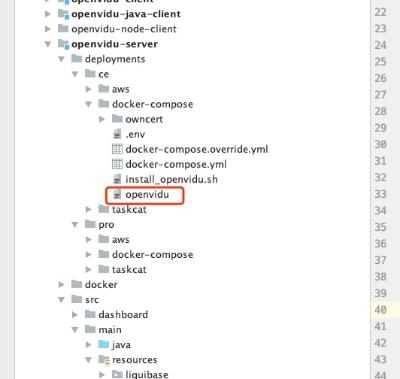 openvidu-client
openvidu-java-client
openvidu-node-client
openvidu-server
deployments
ce
aws
docker-compose
owncert
.env
docker-compose.override.yml
docker-compose.yml
install_openvidu.sh
openvidu
taskcat
pro
aws
docker-compose
taskcat
docker
src
dashboard
main
java
resources
liquibase
22
23
24
25
26
27
28
29
30
31
32
33
34
35
36
37
38
39
40
41
42
43
44